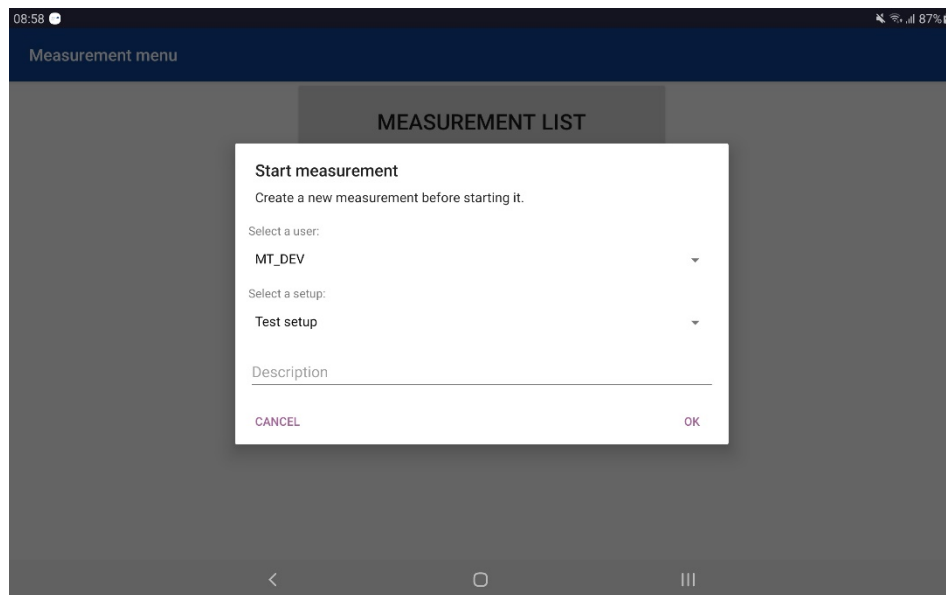 08:58
87%
Measurement menu
MEASUREMENT LIST
Start measurement
Create a new measurement before starting it.
Select a user:
MT_DEV
Select a setup:
Test setup
Description
CANCEL
OK